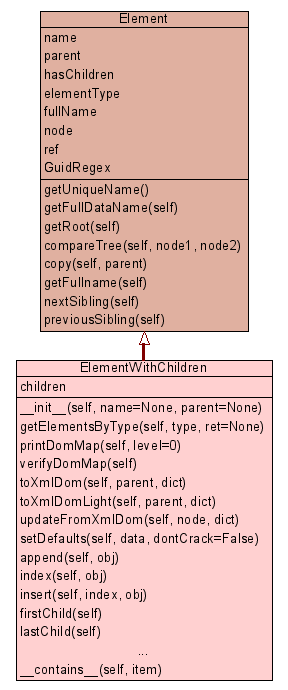 Element
name
parent
hasChildren
elementType
fullName
node
ref
GuidRegex
getUniqueName()
getFullDataName(self)
getRoot(self)
compareTree(self, node1, node2)
copy(self, parent)
getFullname(self)
nextSibling(self)
previousSibling(self)
ElementWithChildren
children
__init__(self, name=None, parent=None)
getElementsByType(self, type, ret=None)
printDomMap(self, level=0)
verifyDomMap(self)
toXmlDom(self, parent, dict)
toXmlDomLight(self, parent, dict)
updateFromXmlDom(self, node, dict)
setDefaults(self, data, dontCrack=False)
append(self, obj)
index(self, obj)
insert(self, index, obj)
firstChild(self)
lastChild(self)
...
__contains__(self, item)